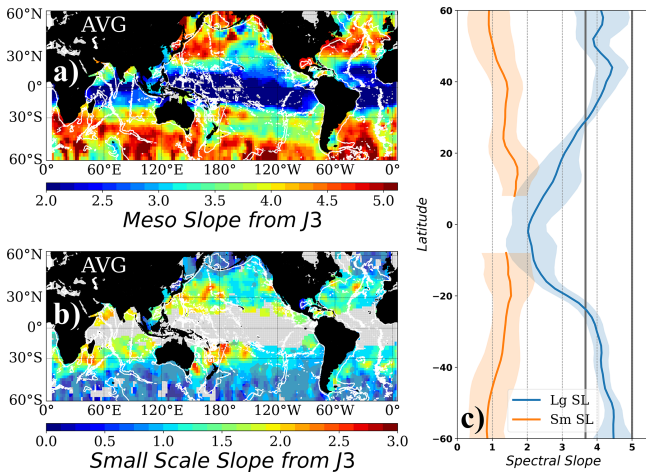 60°N
30°N
0°
30°S
60°S
AVG
a)
0°
60°E
120°E
180°
120°W
60°W
0°
2.0 2.5 3.0 3.5 4.0 4.5 5.0
Meso Slope from J3
60°N
30°N
0°
30°S
60°S
AVG
b)
0°
60°E
120°E
180°
120°W
60°W
0°
0.0 0.5 1.0 1.5 2.0 2.5 3.0
Small Scale Slope from J3
60
40
20
0
−20
−40
−60
Latitude
c)
Lg SL
Sm SL
0 1 2 3 4 5
Spectral Slope